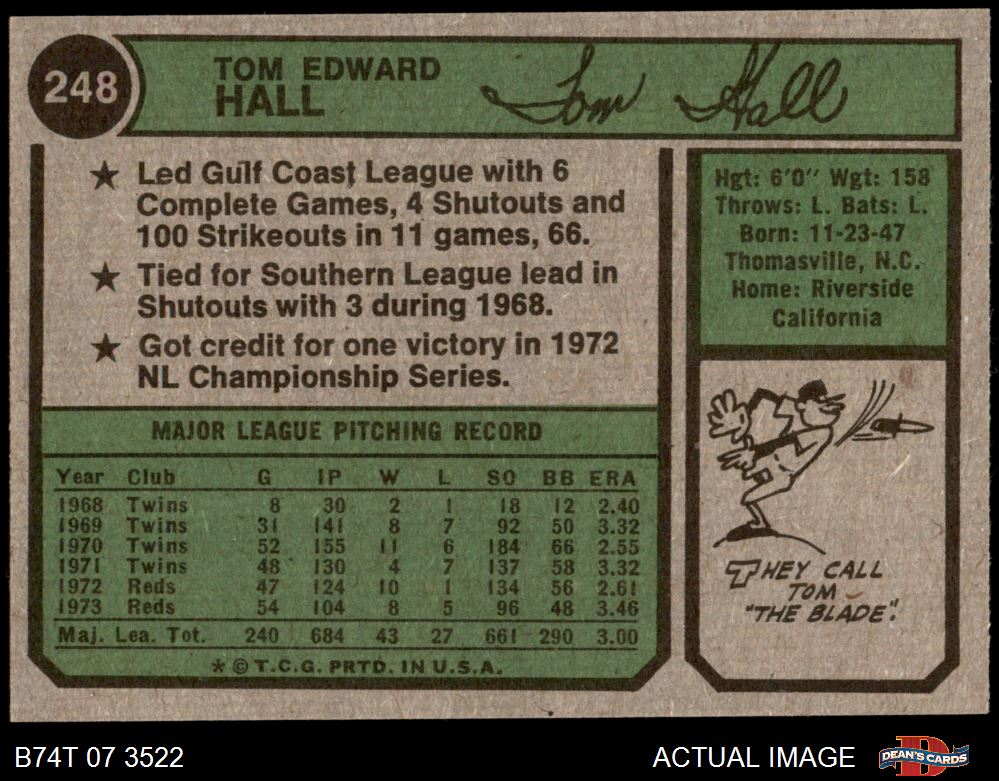 248
TOM EDWARD
HALL
Tom Hall
★ Led Gulf Coast League with 6
Complete Games, 4 Shutouts and
100 Strikeouts in 11 games, 66.
★ Tied for Southern League lead in
Shutouts with 3 during 1968.
★ Got credit for one victory in 1972
NL Championship Series.
Hgt: 6'0" Wgt: 158
Throws: L. Bats: L.
Born: 11-23-47
Thomasville, N.C.
Home: Riverside
California
MAJOR LEAGUE PITCHING RECORD
Year Club G IP W L SO BB ERA
1968 Twins 8 30 2 1 18 12 2.40
1969 Twins 31 141 8 7 92 50 3.32
1970 Twins 52 155 11 6 184 66 2.55
1971 Twins 48 130 4 7 137 58 3.32
1972 Reds 47 124 10 1 134 56 2.61
1973 Reds 54 104 8 5 96 48 3.46
Maj. Lea. Tot. 240 684 43 27 661 290 3.00
* © T.C.G. PRTD. IN U.S.A.
THEY CALL
TOM
"THE BLADE".
B74T 07 3522
ACTUAL IMAGE
DEAN'S CARDS